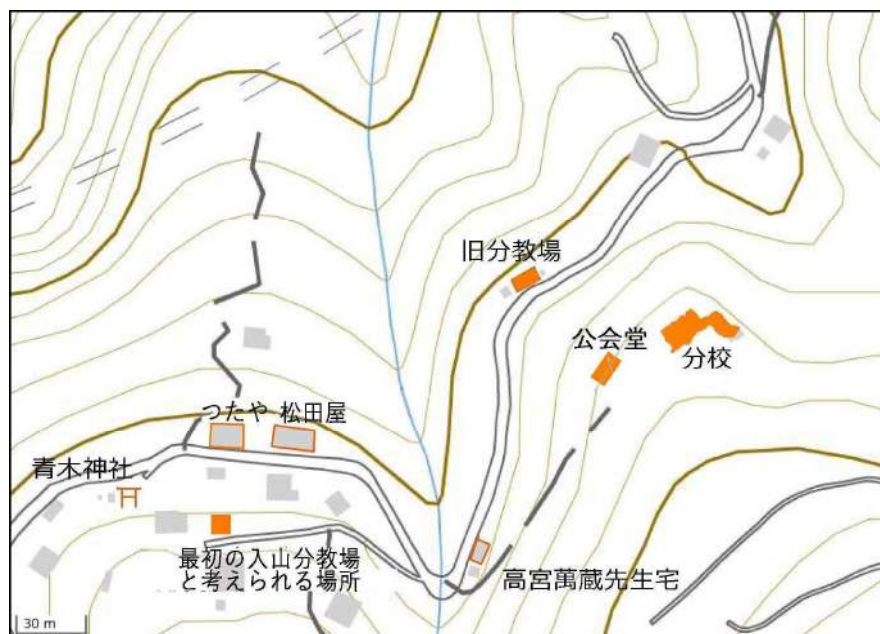 旧分教場
公会堂
分校
つたや
松田屋
青木神社
最初の入山分教場
と考えられる場所
高宮萬蔵先生宅
30 m